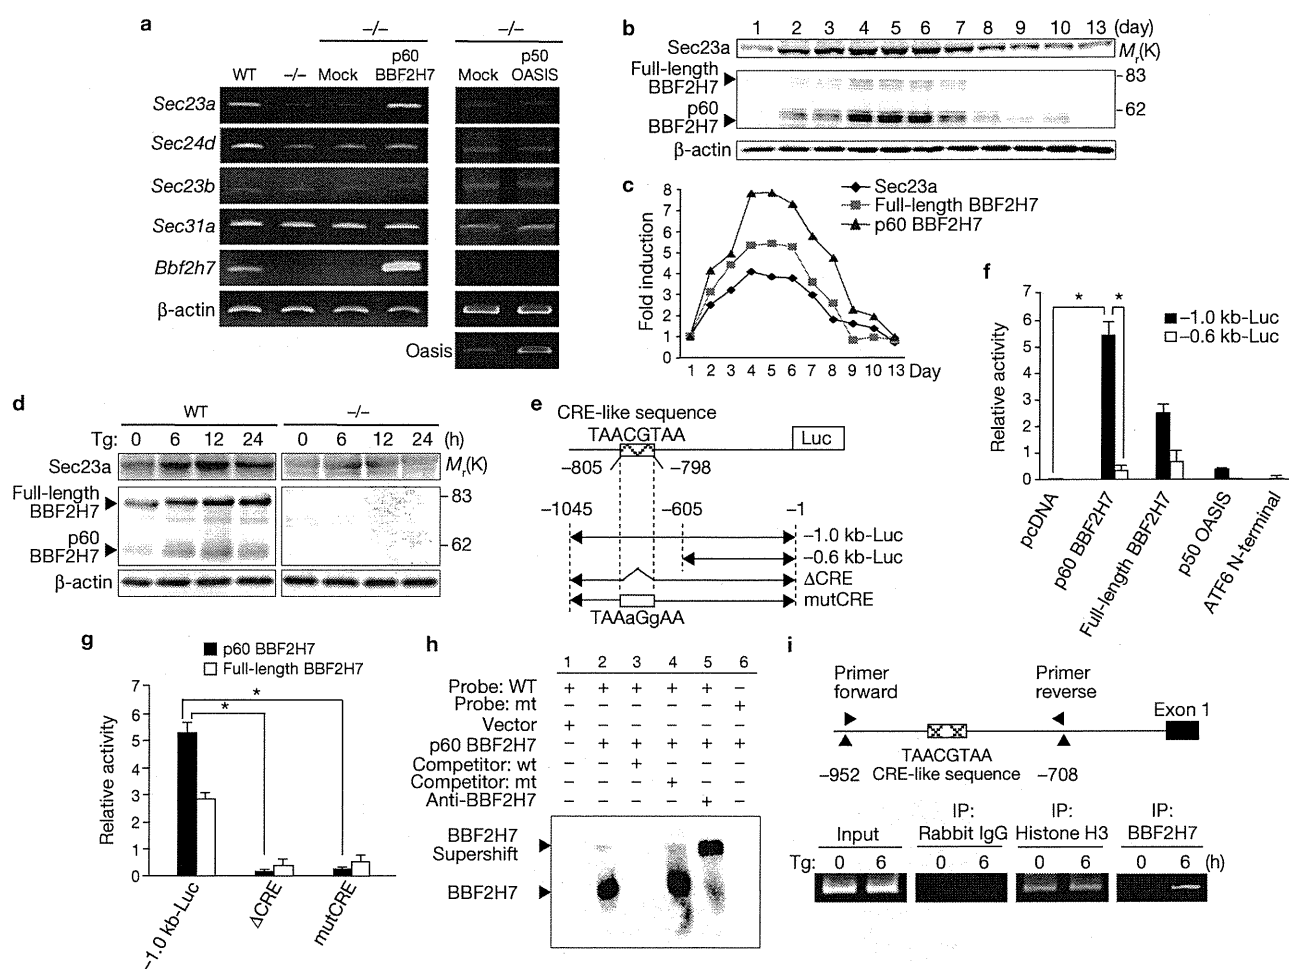 a
–/–
–/–
WT
–/–
Mock
p60
BBF2H7
Mock
p50
OASIS
Sec23a
Sec24d
Sec23b
Sec31a
Bbf2h7
β-actin
Oasis
b
1 2 3 4 5 6 7 8 9 10 13 (day)
Sec23a
Mr(K)
Full-length
BBF2H7
p60
BBF2H7
–83
–62
β-actin
c
Sec23a
Full-length BBF2H7
p60 BBF2H7
Fold induction
8
7
6
5
4
3
2
1
0
1 2 3 4 5 6 7 8 9 10 13 Day
d
WT
–/–
Tg: 0 6 12 24 0 6 12 24 (h)
Sec23a
Mr(K)
Full-length
BBF2H7
p60
BBF2H7
–83
–62
β-actin
e
CRE-like sequence
TAACGTAA
Luc
–805
–798
–1045
–605
–1
–1.0 kb-Luc
–0.6 kb-Luc
ΔCRE
mutCRE
TAAaGgAA
f
–1.0 kb-Luc
–0.6 kb-Luc
* *
Relative activity
7
6
5
4
3
2
1
0
pcDNA
p60 BBF2H7
Full-length BBF2H7
p50 OASIS
ATF6 N-terminal
g
p60 BBF2H7
Full-length BBF2H7
*
*
Relative activity
7
6
5
4
3
2
1
0
–1.0 kb-Luc
ΔCRE
mutCRE
h
1 2 3 4 5 6
Probe: WT + + + + + –
Probe: mt – – – – – +
Vector + – – – – –
p60 BBF2H7 – + + + + +
Competitor: wt – – + – – –
Competitor: mt – – – + – –
Anti-BBF2H7 – – – – + –
BBF2H7
Supershift
BBF2H7
i
Primer
forward
Primer
reverse
Exon 1
TAACGTAA
–952
CRE-like sequence
–708
Input
IP:
Rabbit IgG
IP:
Histone H3
IP:
BBF2H7
Tg: 0 6 0 6 0 6 0 6 (h)